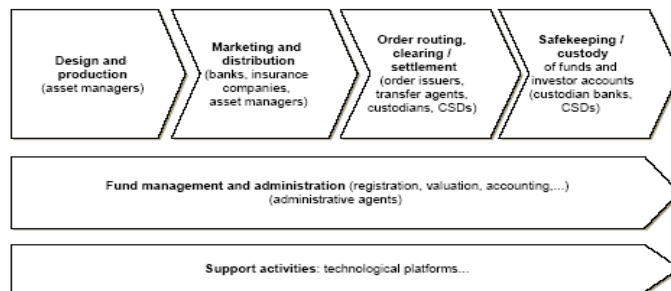 Design and
production
(asset managers)
Marketing and
distribution
(banks, insurance
companies,
asset managers)
Order routing,
clearing /
settlement
(order issuers,
transfer agents,
custodians, CSDs)
Safekeeping /
custody
of funds and
investor accounts
(custodian banks,
CSDs)
Fund management and administration (registration, valuation, accounting,...)
(administrative agents)
Support activities: technological platforms...